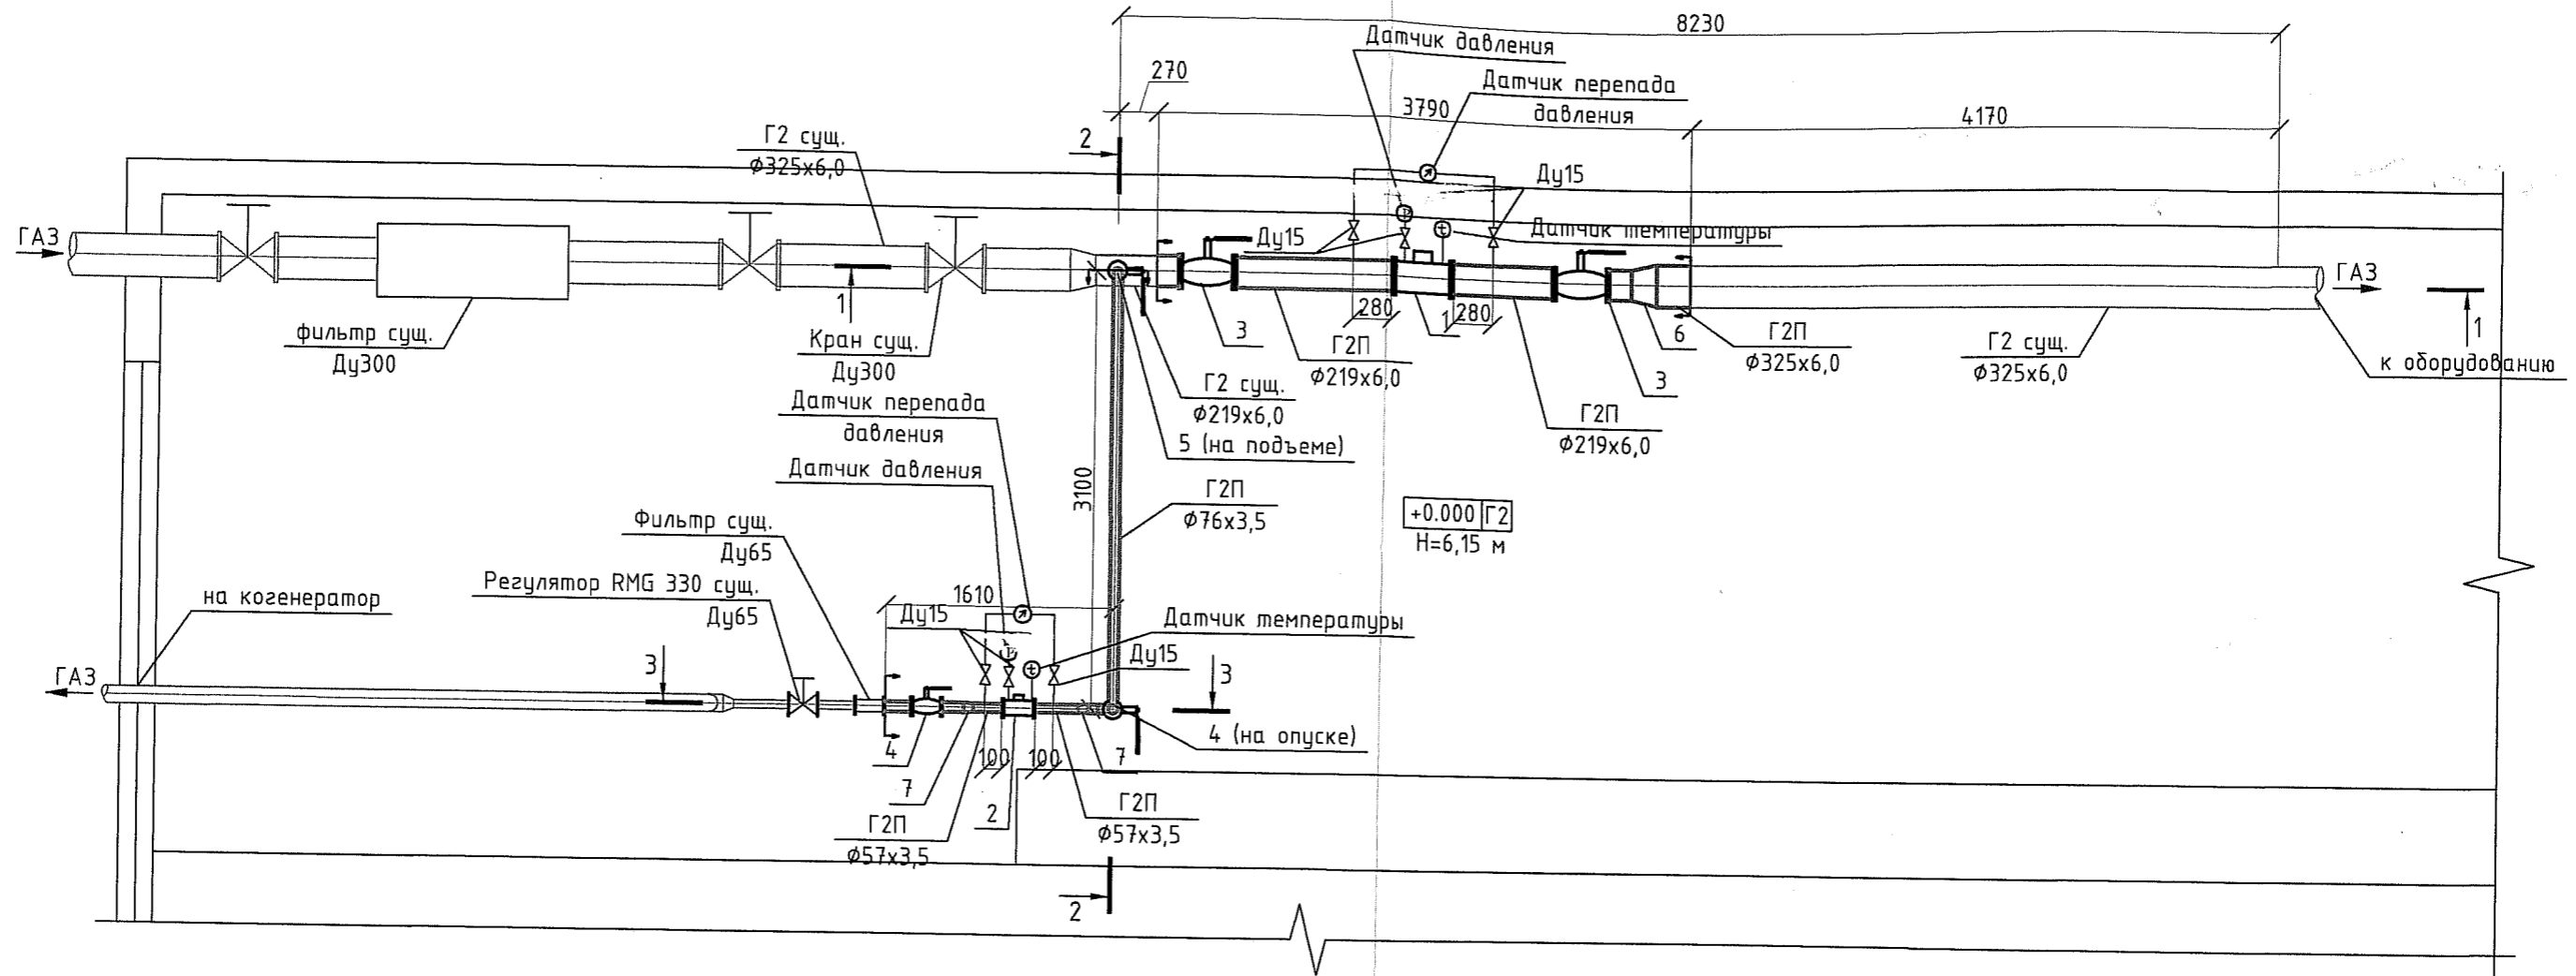 8230
Датчик давления
270
Датчик перепада
давления
3790
4170
Г2 сущ.
Ф325х6,0
2
Ду15
ГАЗ
Ду15
Датчик температуры
ГАЗ
1
280
280
1
1
фильтр сущ.
Ду300
Кран сущ.
Ду300
3
Г2П
Ф219х6,0
6
Г2П
Ф325х6,0
Г2 сущ.
Ф325х6,0
к оборудованию
3
Г2 сущ.
Ф219х6,0
Г2П
Ф219х6,0
Датчик перепада
давления
5 (на подъеме)
Датчик давления
3100
Г2П
Ф76х3,5
+0.000 Г2
Н=6,15 м
Фильтр сущ.
Ду65
Регулятор RMG 330 сущ.
Ду65
на когенератор
1610
Ду15
Датчик температуры
Ду15
ГАЗ
3
3
4
100
100
7
4 (на опуске)
7
2
Г2П
Ф57х3,5
Г2П
Ф57х3,5
2